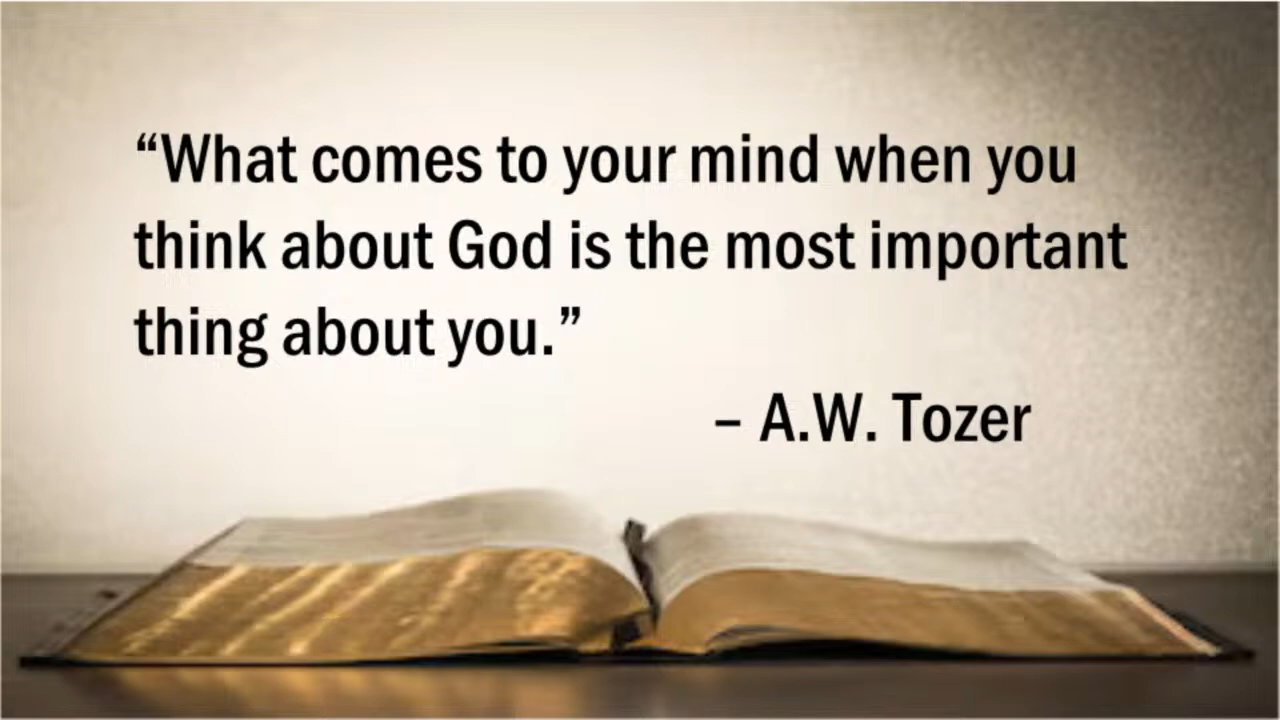 “What comes to your mind when you
think about God is the most important
thing about you.”
– A.W. Tozer